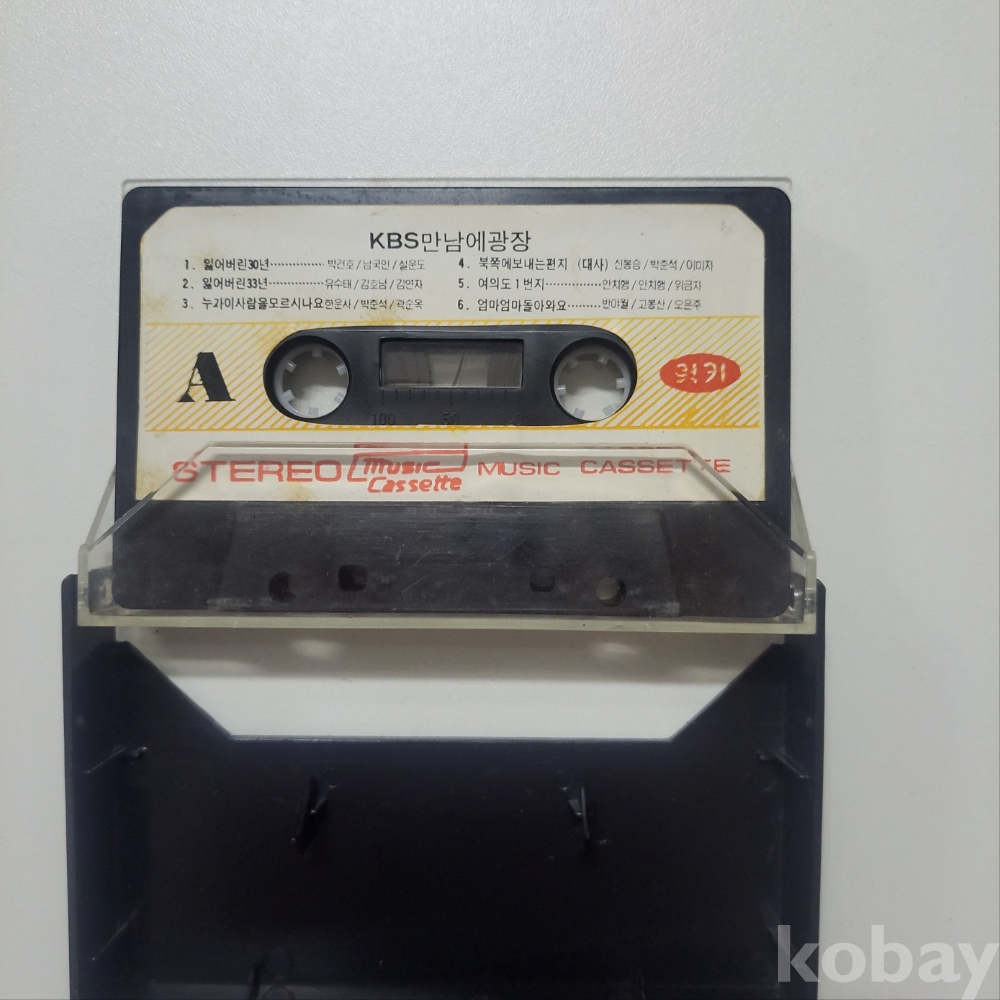 KBS만남에광장
1. 잃어버린30년 박건호/남국인/설운도
2. 잃어버린33년 유수태/김호남/김연자
3. 누가이사람을모르시나요 한운사/박준석/곽순옥
4. 북쪽에보내는편지 (대사) 신봉승/박준석/이미자
5. 여의도1번지 안치행/안치행/위금자
6. 엄마엄마돌아와요 반야월/고봉산/오은주
A
100 50
STEREO Music Cassette MUSIC CASSETTE
kobay